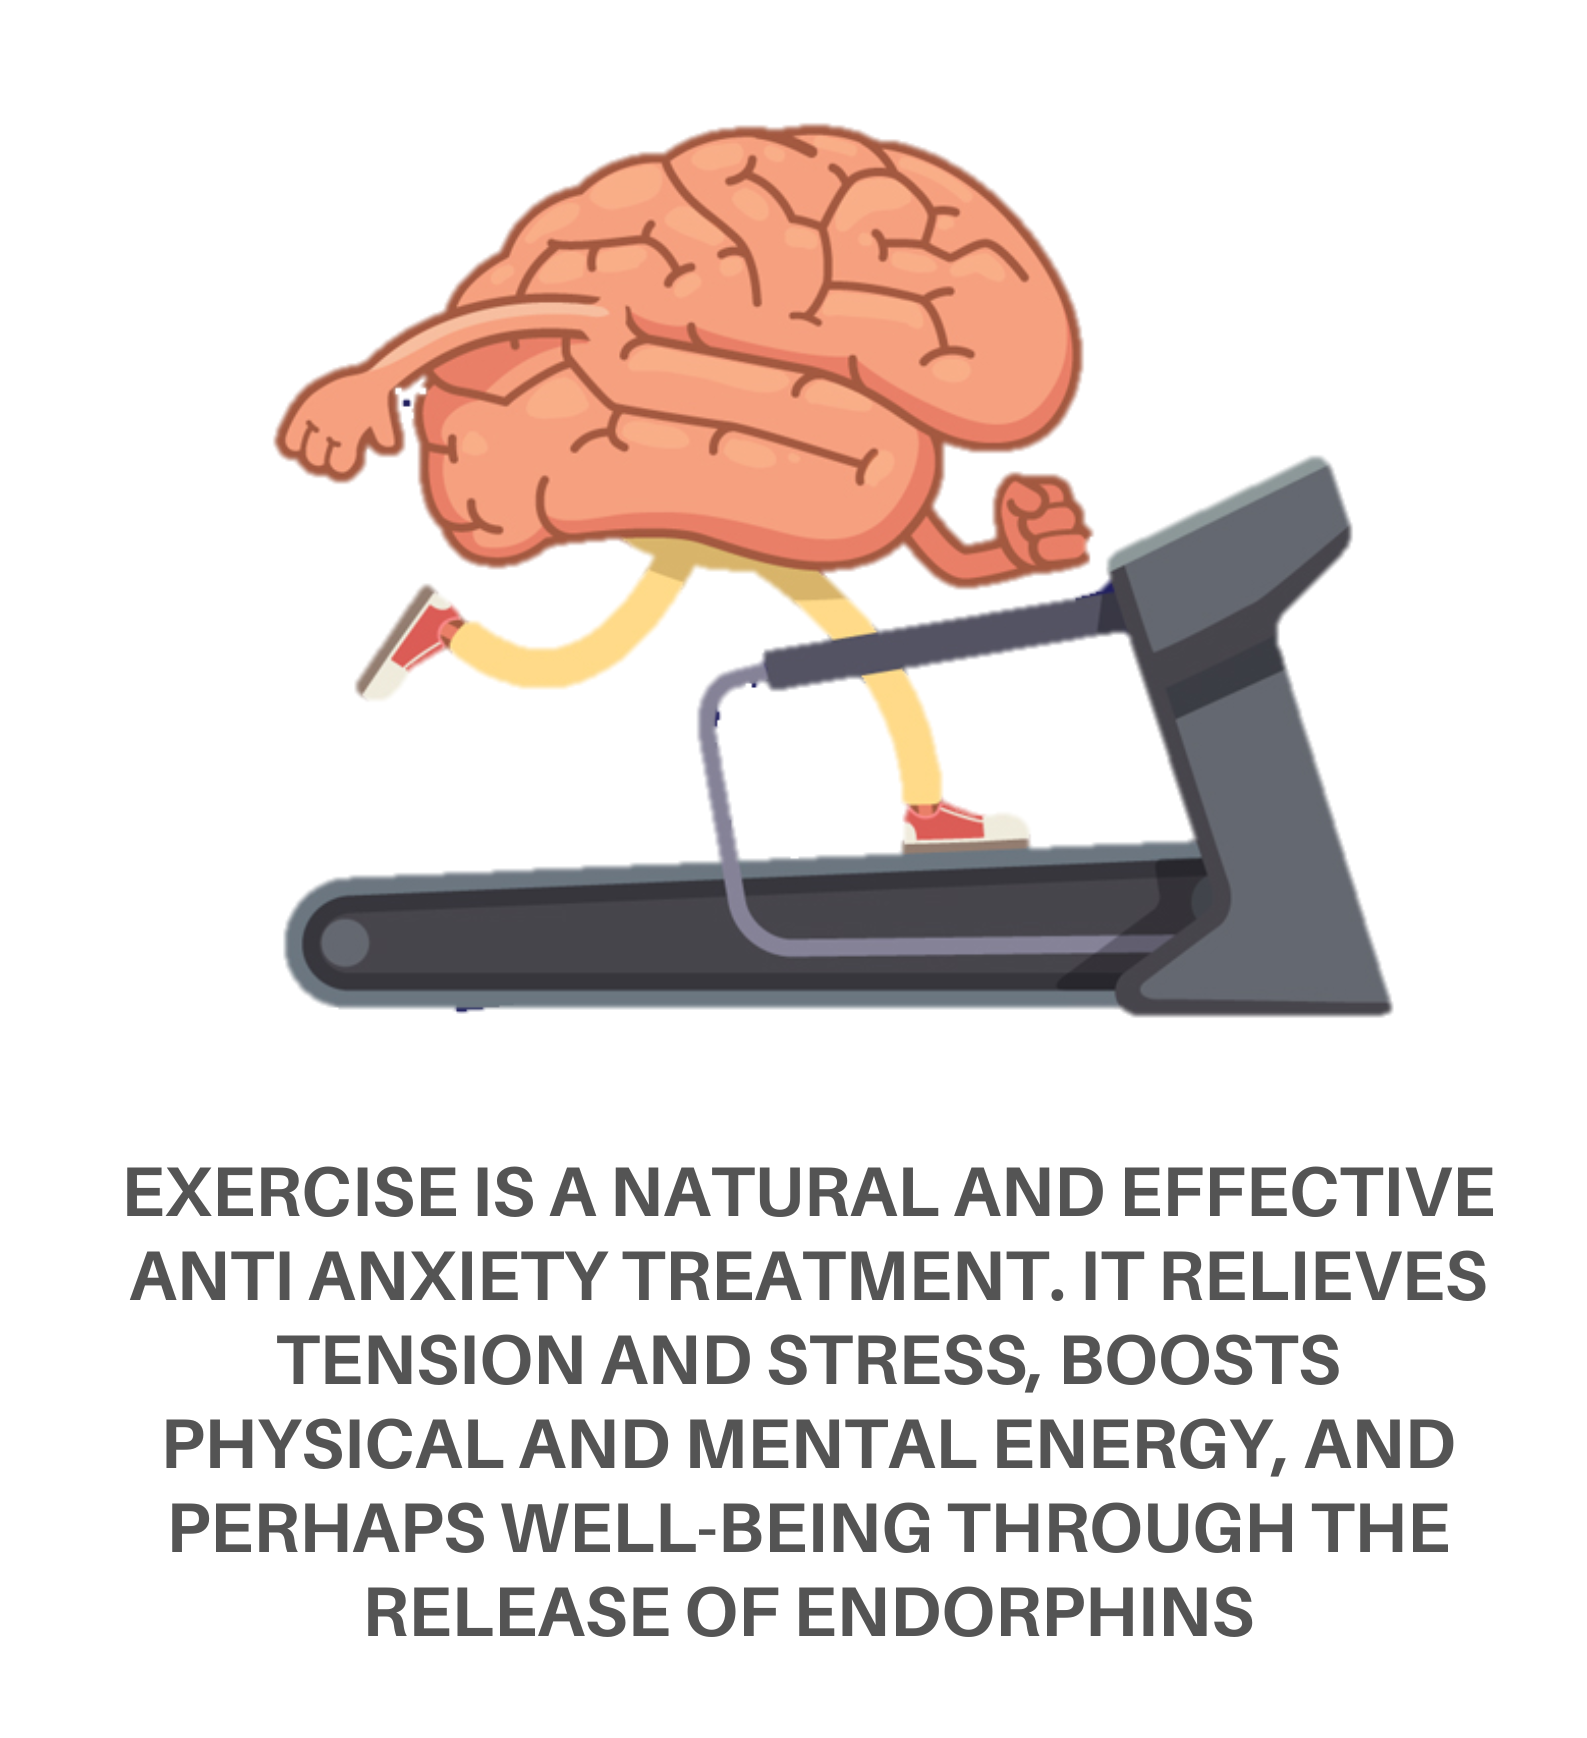 EXERCISE IS A NATURAL AND EFFECTIVE
ANTI ANXIETY TREATMENT. IT RELIEVES
TENSION AND STRESS, BOOSTS
PHYSICAL AND MENTAL ENERGY, AND
PERHAPS WELL-BEING THROUGH THE
RELEASE OF ENDORPHINS